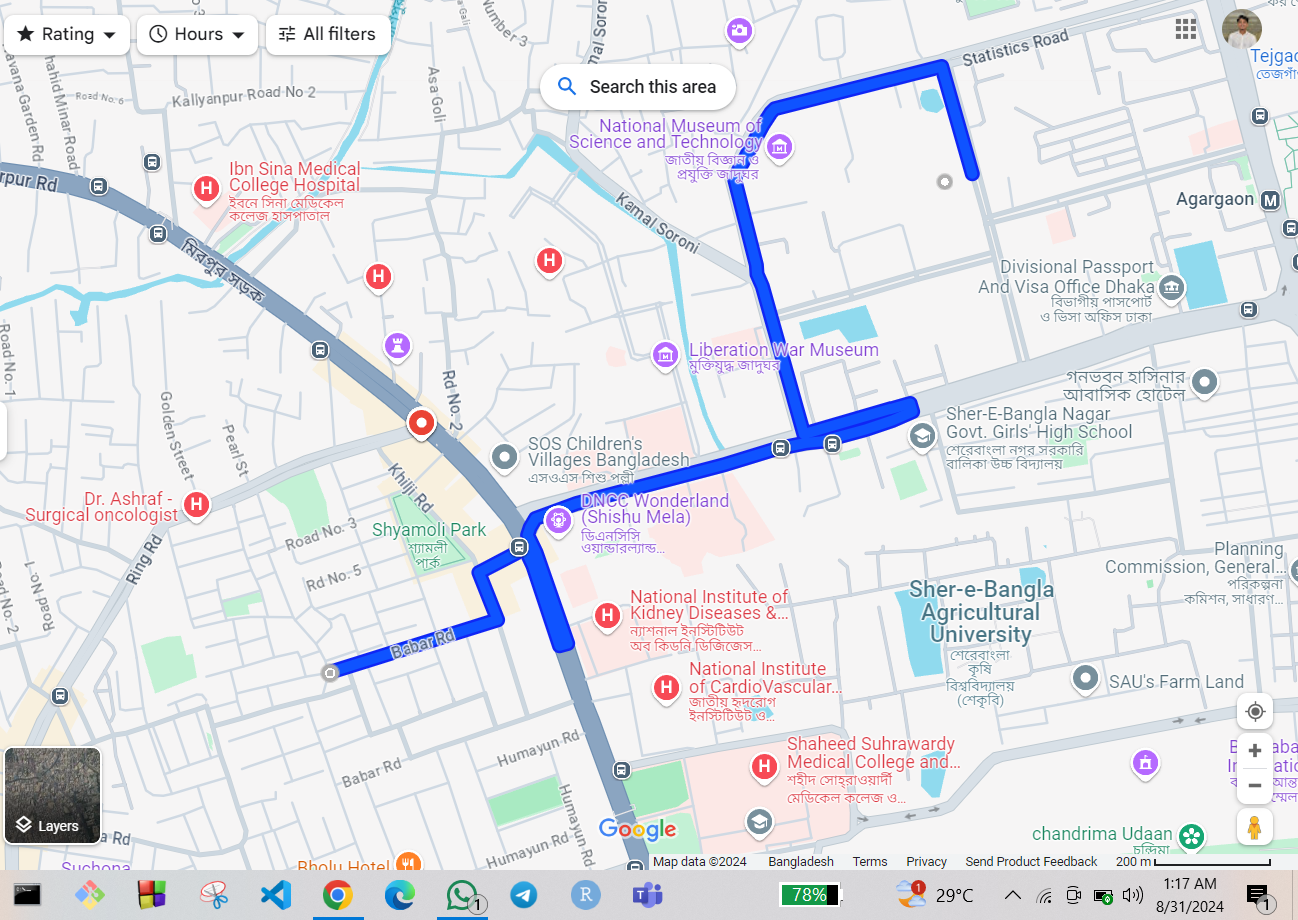 Rating
Hours
All filters
Search this area
Number 3
Kamal Soroni
Statistics Road
Asa Goli
Road No. 6
Kallyanpur Road No 2
National Museum of
Science and Technology
জাতীয় বিজ্ঞান ও
প্রযুক্তি জাদুঘর
Ibn Sina Medical
College Hospital
ইবনে সিনা মেডিকেল
কলেজ হাসপাতাল
rpur Rd
মিরপুর সড়ক
Kamal Soroni
Agargaon
M
H
H
H
Divisional Passport
And Visa Office Dhaka
বিভাগীয় পাসপোর্ট
ও ভিসা অফিস ঢাকা
Liberation War Museum
মুক্তিযুদ্ধ জাদুঘর
গনভবন হাসিনার
আবাসিক হোটেল
Road No. 1
Rd No. 2
Golden Street
Pearl St
Sher-E-Bangla Nagar
Govt. Girls' High School
শেরেবাংলা নগর সরকারি
বালিকা উচ্চ বিদ্যালয়
SOS Children's
Villages Bangladesh
এসওএস শিশু পল্লী
Khilji Rd
Dr. Ashraf -
Surgical oncologist
H
DNCC Wonderland
(Shishu Mela)
ডিএনসিসি
ওয়ান্ডারল্যান্ড...
Shyamoli Park
শ্যামলী
পার্ক
Road No. 3
Rd No. 5
Ring Rd
Road No.1
Road No. 2
Planning
Commission, General...
পরিকল্পনা
কমিশন, সাধারণ...
Sher-e-Bangla
Agricultural
University
শেরেবাংলা
কৃষি
বিশ্ববিদ্যালয়
(শেকৃবি)
H
National Institute of
Kidney Diseases &...
ন্যাশনাল ইনস্টিটিউট
অব কিডনি ডিজিজেস...
Babar Rd
H
National Institute
of CardioVascular...
জাতীয় হৃদরোগ
ইনস্টিটিউট ও...
SAU's Farm Land
Humayun Rd
Babar Rd
H
Shaheed Suhrawardy
Medical College and...
শহীদ সোহ্‌রাওয়ার্দী
মেডিকেল কলেজ ও...
Humayun Rd
Humayun Rd
Layers
Google
chandrima Udaan
চন্দ্রিমা
Suchona
Bholu Hotel
Map data ©2024
Bangladesh
Terms
Privacy
Send Product Feedback
200 m
1
R
78%
1
29°C
1:17 AM
8/31/2024
1